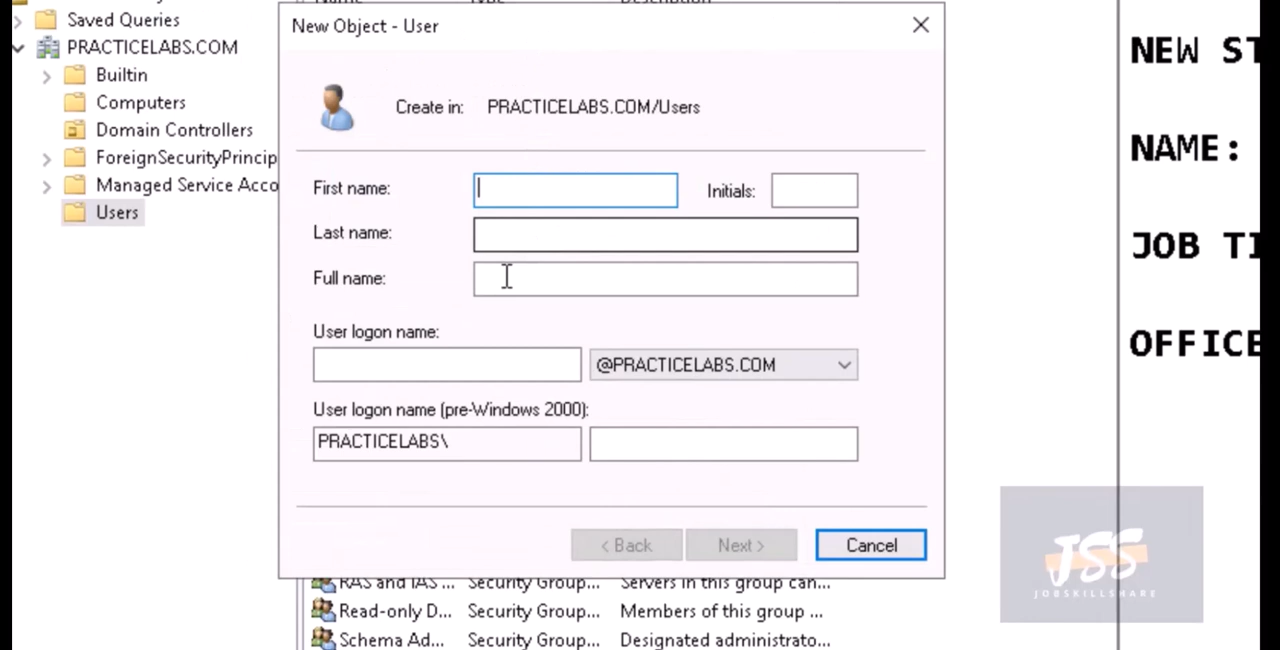 Saved Queries
PRACTICELABS.COM
Builtin
Computers
Domain Controllers
ForeignSecurityPrincip
Managed Service Acco
Users
New Object - User
Create in: PRACTICELABS.COM/Users
First name:
Initials:
Last name:
Full name:
User logon name:
@PRACTICELABS.COM
User logon name (pre-Windows 2000):
PRACTICELABS\
< Back
Next >
Cancel
RAS and IAS ... Security Group... Servers in this group can...
Read-only D... Security Group... Members of this group ...
Schema Ad... Security Group... Designated administrato...
NEW ST
NAME:
JOB TI
OFFICE
JSS
JOBSKILLSHARE